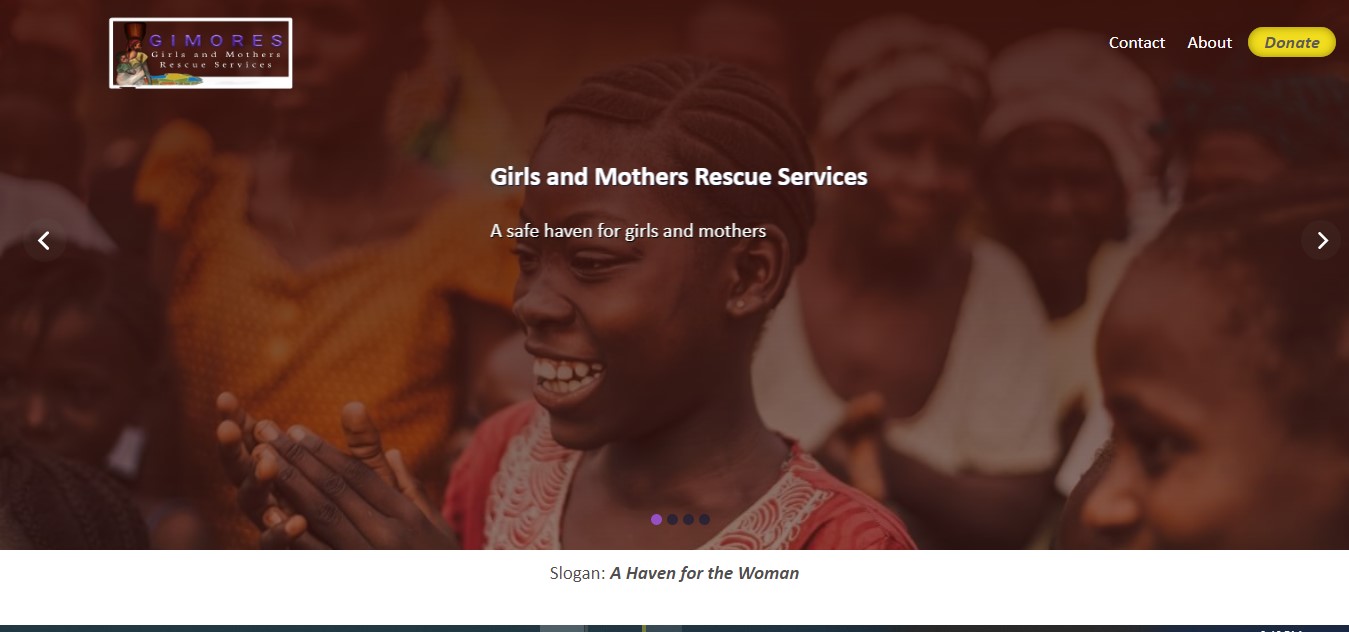 GIMORES
Girls and Mothers
Rescue Services
Contact About Donate
Girls and Mothers Rescue Services
A safe haven for girls and mothers
Slogan: A Haven for the Woman